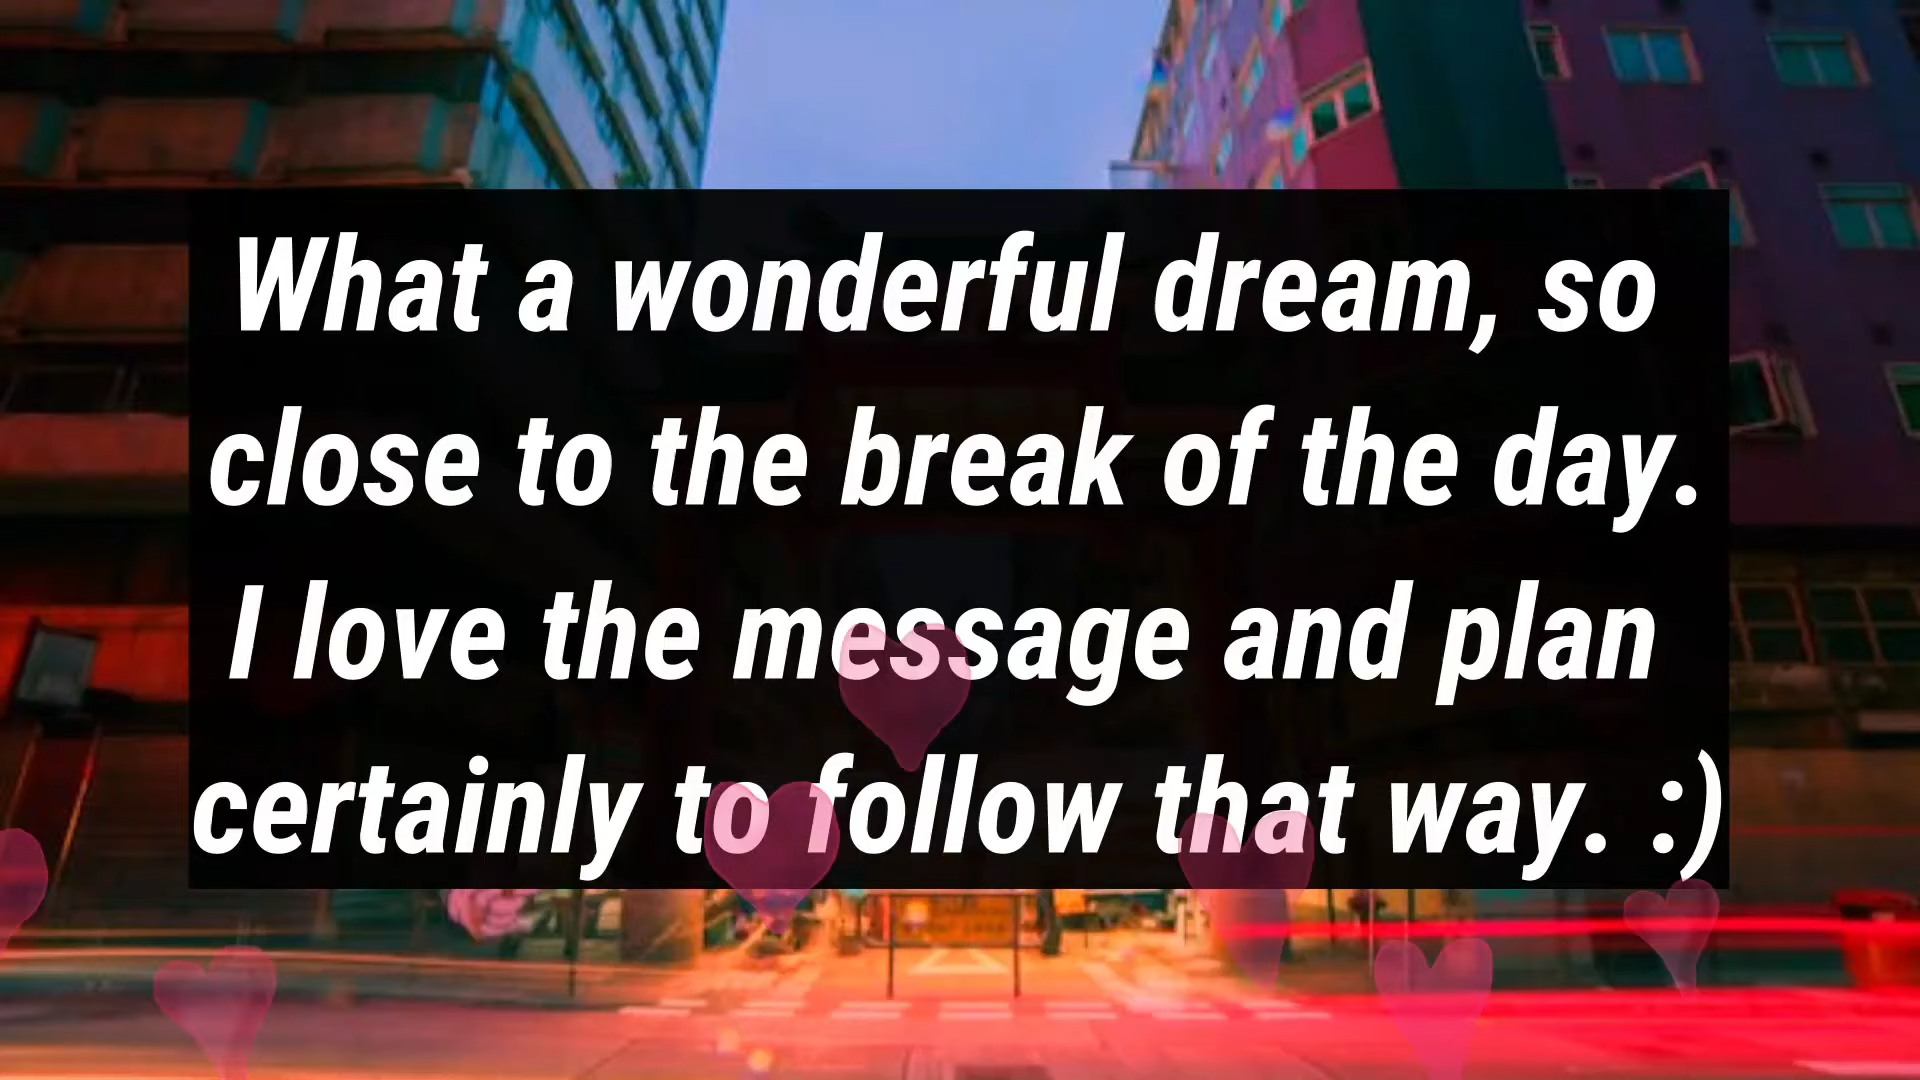 What a wonderful dream, so
close to the break of the day.
I love the message and plan
certainly to follow that way. :)